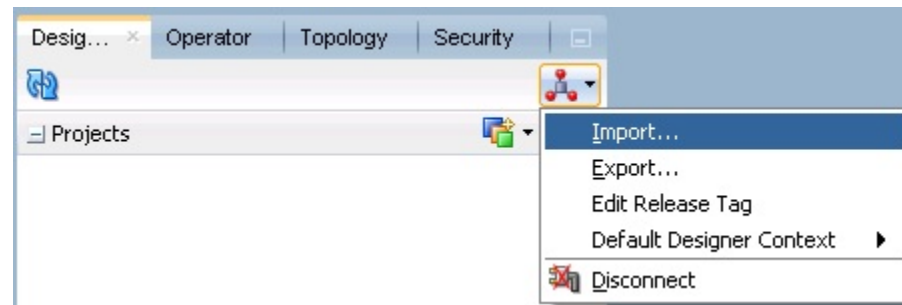 Desig... Operator Topology Security
Projects
Import...
Export...
Edit Release Tag
Default Designer Context
Disconnect